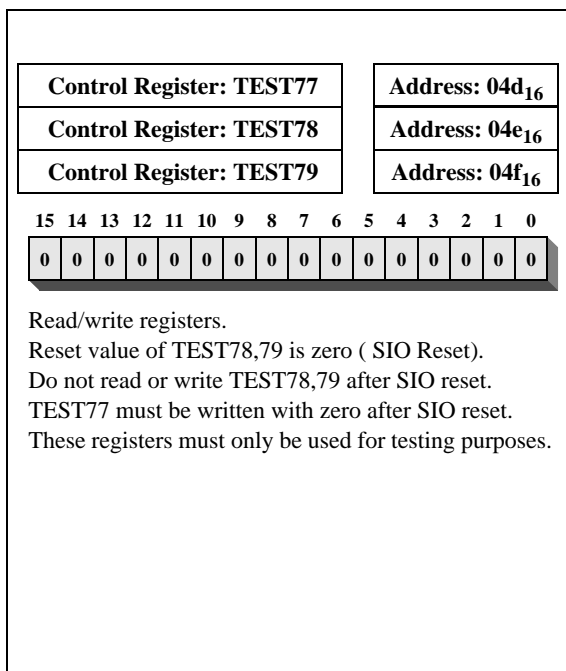 Control Register: TEST77 Address: 04d16
Control Register: TEST78 Address: 04e16
Control Register: TEST79 Address: 04f16
15 14 13 12 11 10 9 8 7 6 5 4 3 2 1 0
0 0 0 0 0 0 0 0 0 0 0 0 0 0 0 0
Read/write registers.
Reset value of TEST78,79 is zero ( SIO Reset).
Do not read or write TEST78,79 after SIO reset.
TEST77 must be written with zero after SIO reset.
These registers must only be used for testing purposes.